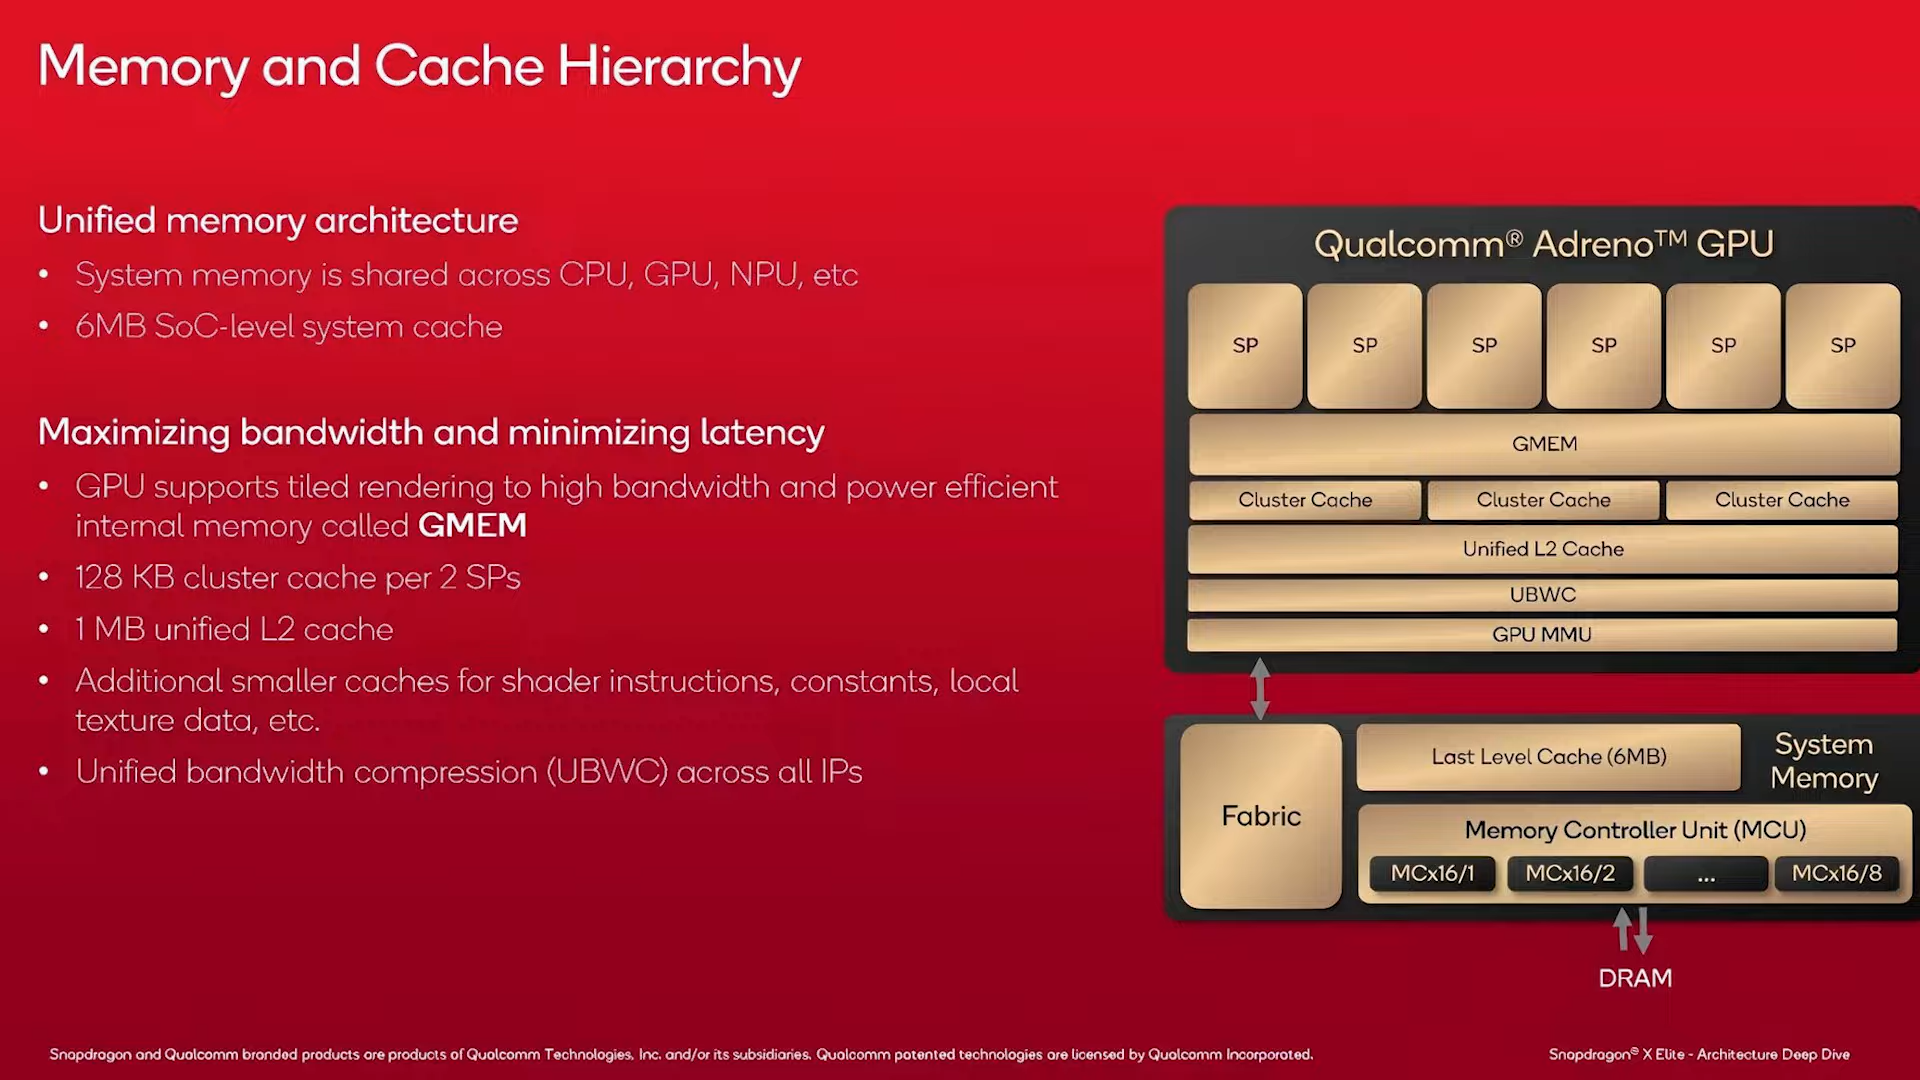 Memory and Cache Hierarchy
Unified memory architecture
• System memory is shared across CPU, GPU, NPU, etc
• 6MB SoC-level system cache
Maximizing bandwidth and minimizing latency
• GPU supports tiled rendering to high bandwidth and power efficient
internal memory called GMEM
• 128 KB cluster cache per 2 SPs
• 1 MB unified L2 cache
• Additional smaller caches for shader instructions, constants, local
texture data, etc.
• Unified bandwidth compression (UBWC) across all IPs
Qualcomm® Adreno™ GPU
SP SP SP SP SP SP
GMEM
Cluster Cache Cluster Cache Cluster Cache
Unified L2 Cache
UBWC
GPU MMU
Fabric
Last Level Cache (6MB)
System
Memory
Memory Controller Unit (MCU)
MCx16/1 MCx16/2 ... MCx16/8
DRAM
Snapdragon and Qualcomm branded products are products of Qualcomm Technologies, Inc. and/or its subsidiaries. Qualcomm patented technologies are licensed by Qualcomm Incorporated.
Snapdragon® X Elite - Architecture Deep Dive